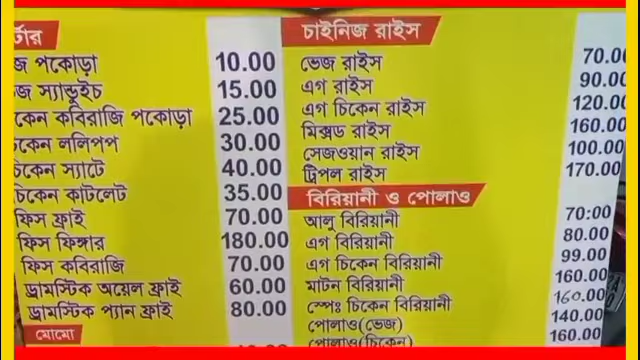 র্টার
জ পকোড়া 10.00
জ স্যান্ডুইচ 15.00
কেন কবিরাজি পকোড়া 25.00
কেন ললিপপ 30.00
চিকেন স্যাটে 40.00
চিকেন কাটলেট 35.00
ফিস ফ্রাই 70.00
ফিস ফিঙ্গার 180.00
ফিস কবিরাজি 70.00
ড্রামস্টিক অয়েল ফ্রাই 60.00
ড্রামস্টিক প্যান ফ্রাই 80.00
মোমো
চাইনিজ রাইস
ভেজ রাইস 70.00
এগ রাইস 90.00
এগ চিকেন রাইস 120.00
মিক্সড রাইস 160.00
সেজওয়ান রাইস 100.00
ট্রিপল রাইস 170.00
বিরিয়ানী ও পোলাও
আলু বিরিয়ানী 70:00
এগ বিরিয়ানী 80.00
এগ চিকেন বিরিয়ানী 99.00
মাটন বিরিয়ানী 160.00
স্পেঃ চিকেন বিরিয়ানী 160.00
পোলাও(ভেজ) 140.00
পোলাও(চিকেন) 160.00